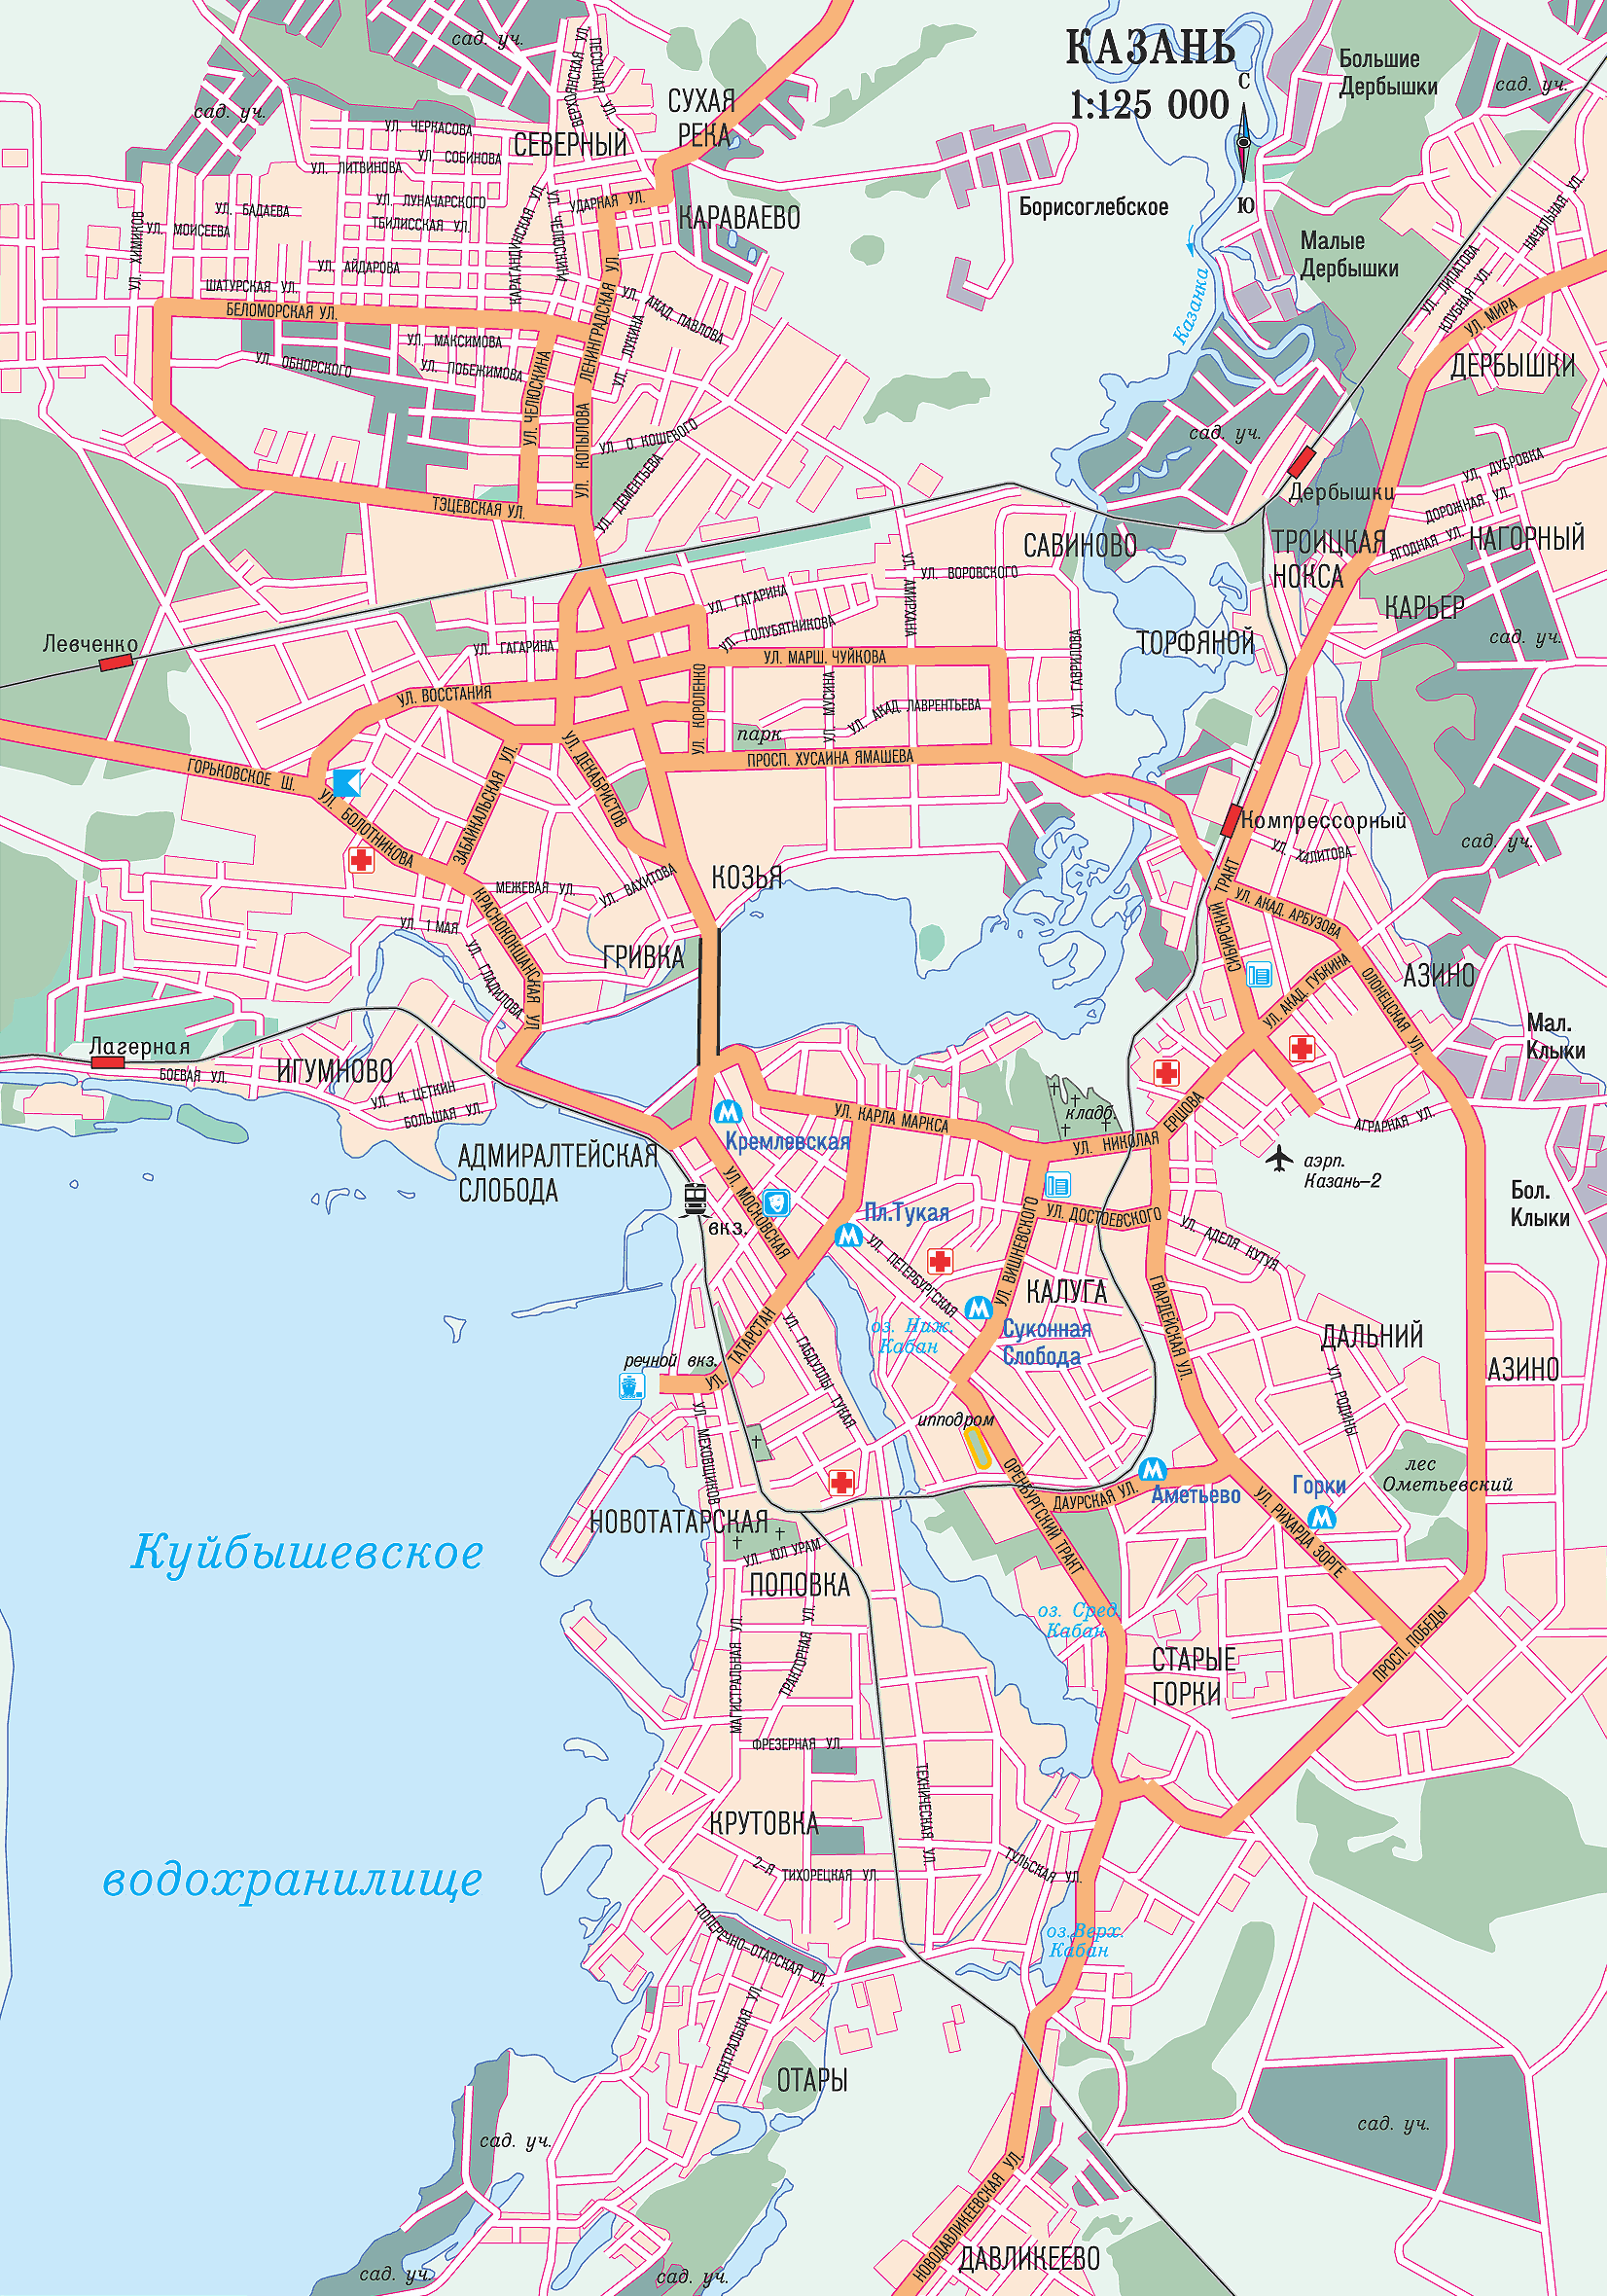 КАЗАНЬ
1:125 000
С
Ю
сад. уч.
ВЕРХОЯНСКАЯ УЛ.
ПЕСОЧНАЯ УЛ.
СУХАЯ
РЕКА
Большие
Дербышки
сад. уч.
сад. уч.
УЛ. ЧЕРКАСОВА
СЕВЕРНЫЙ
УЛ. СОБИНОВА
УЛ. ЛИТВИНОВА
УЛ. ЛУНАЧАРСКОГО
УДАРНАЯ УЛ.
УЛ. БАДАЕВА
ТБИЛИССКАЯ УЛ.
КАРАВАЕВО
Борисоглебское
УЛ. ХИМИКОВ
УЛ. МОИСЕЕВА
КАРАГАНДИНСКАЯ УЛ.
УЛ. ЧЕЛЮСКИНА
Малые
Дербышки
НАЧАЛЬНАЯ УЛ.
УЛ. АЙДАРОВА
ШАТУРСКАЯ УЛ.
Казанка
УЛ. ЛИПАТОВА
КЛУБНАЯ УЛ.
УЛ. МИРА
БЕЛОМОРСКАЯ УЛ.
ЛЕНИНГРАДСКАЯ УЛ.
УЛ. АКАД. ПАВЛОВА
УЛ. ЛУКИНА
УЛ. МАКСИМОВА
УЛ. ОБНОРСКОГО
УЛ. ПОБЕЖИМОВА
ДЕРБЫШКИ
УЛ. ЧЕЛЮСКИНА
УЛ. КОПЫЛОВА
УЛ. О. КОШЕВОГО
УЛ. ДЕМЕНТЬЕВА
сад. уч.
УЛ. ДУБРОВКА
Дербышки
ДОРОЖНАЯ УЛ.
ТЭЦЕВСКАЯ УЛ.
САВИНОВО
ТРОИЦКАЯ
НОКСА
ЯГОДНАЯ УЛ.
НАГОРНЫЙ
УЛ. ВОРОВСКОГО
УЛ. АМИРХАНА
УЛ. ГАГАРИНА
КАРЬЕР
УЛ. ГОЛУБЯТНИКОВА
Левченко
УЛ. ГАГАРИНА
ТОРФЯНОЙ
сад. уч.
УЛ. МАРШ. ЧУЙКОВА
УЛ. ГАВРИЛОВА
УЛ. ВОССТАНИЯ
УЛ. КОРОЛЕНКО
УЛ. МУСИНА
УЛ. АКАД. ЛАВРЕНТЬЕВА
парк
ПРОСП. ХУСАИНА ЯМАШЕВА
ГОРЬКОВСКОЕ Ш.
УЛ. ДЕКАБРИСТОВ
ЗАБАЙКАЛЬСКАЯ УЛ.
УЛ. БОЛОТНИКОВА
Компрессорный
УЛ. ХАЛИТОВА
сад. уч.
КОЗЬЯ
МЕЖЕВАЯ УЛ.
УЛ. ВАХИТОВА
КРАСНОКОКШАНСКАЯ УЛ.
СИБИРСКИЙ ТРАКТ
УЛ. АКАД. АРБУЗОВА
УЛ. 1 МАЯ
УЛ. ГЛАДИЛОВА
ГРИВКА
УЛ. АКАД. ГУБКИНА
АЗИНО
ОЛОНЕЦКАЯ УЛ.
Мал.
Клыки
Лагерная
БОЕВАЯ УЛ.
ИГУМНОВО
УЛ. К. ЦЕТКИН
БОЛЬШАЯ УЛ.
кладб.
УЛ. КАРЛА МАРКСА
УЛ. НИКОЛАЯ ЕРШОВА
АГРАРНАЯ УЛ.
Кремлевская
АДМИРАЛТЕЙСКАЯ
СЛОБОДА
аэрп.
Казань-2
УЛ. МОСКОВСКАЯ
вкз.
Пл.Тукая
УЛ. ДОСТОЕВСКОГО
Бол.
Клыки
УЛ. АДЕЛЯ КУТУЯ
УЛ. ПЕТЕРБУРГСКАЯ
УЛ. ВИШНЕВСКОГО
КАЛУГА
ГВАРДЕЙСКАЯ УЛ.
оз. Ниж.
Кабан
Суконная
Слобода
ДАЛЬНИЙ
УЛ. ТАТАРСТАН
УЛ. ГАБДУЛЛЫ ТУКАЯ
речной вкз.
УЛ. РОДИНЫ
АЗИНО
ипподром
УЛ. МЕХОВЩИКОВ
лес
Ометьевский
ОРЕНБУРГСКИЙ ТРАКТ
ДАУРСКАЯ УЛ.
Аметьево
Горки
УЛ. РИХАРДА ЗОРГЕ
НОВОТАТАРСКАЯ
Куйбышевское
УЛ. ЮЛ УРАМ
ПОПОВКА
оз. Сред.
Кабан
МАГИСТРАЛЬНАЯ УЛ.
ТРАКТОРНАЯ УЛ.
СТАРЫЕ
ГОРКИ
ПРОСП. ПОБЕДЫ
ФРЕЗЕРНАЯ УЛ.
ТЕХНИЧЕСКАЯ УЛ.
КРУТОВКА
2-Я ТИХОРЕЦКАЯ УЛ.
ТУЛЬСКАЯ УЛ.
водохранилище
ПОПЕРЕЧНО-ОТАРСКАЯ УЛ.
оз.Верх.
Кабан
ЦЕНТРАЛЬНАЯ УЛ.
ОТАРЫ
сад. уч.
сад. уч.
НОВОДАВЛИКЕЕВСКАЯ УЛ.
ДАВЛИКЕЕВО
сад. уч.
сад. уч.